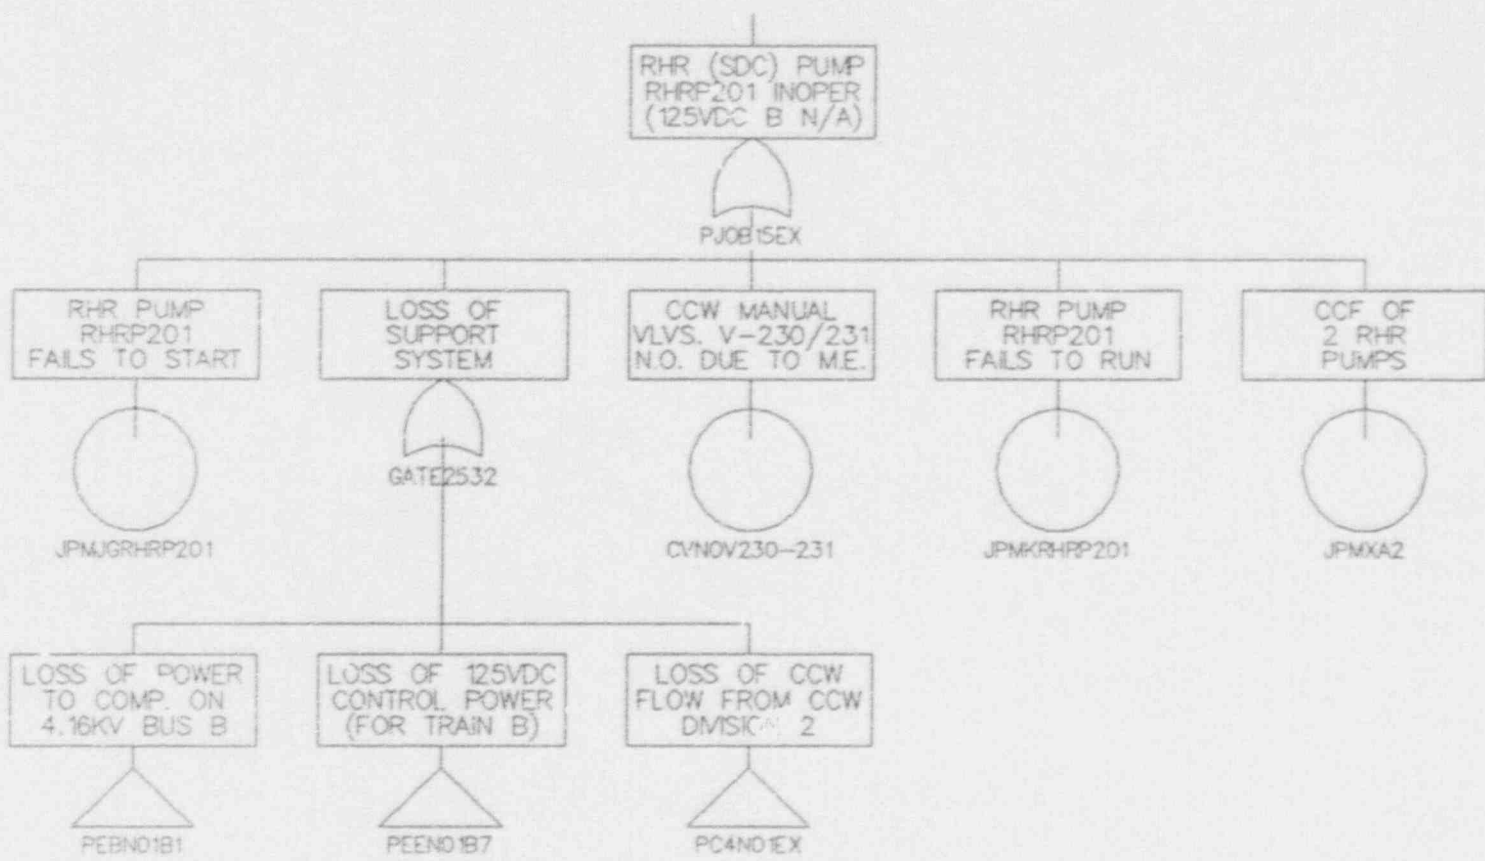 RHR (SDC) PUMP
RHRP201 INOPER
(125VDC B N/A)
PJ0B15EX
RHR PUMP
RHRP201
FAILS TO START
LOSS OF
SUPPORT
SYSTEM
CCW MANUAL
VLVS. V-230/231
N.O. DUE TO M.E.
RHR PUMP
RHRP201
FAILS TO RUN
CCF OF
2 RHR
PUMPS
JPMJGRHRP201
GATE2532
CVNOV230-231
JPMKRHRP201
JPMXA2
LOSS OF POWER
TO COMP. ON
4.16KV BUS B
LOSS OF 125VDC
CONTROL POWER
(FOR TRAIN B)
LOSS OF CCW
FLOW FROM CCW
DIVISION 2
PEBN01B1
PEEN01B7
PC4N01EX